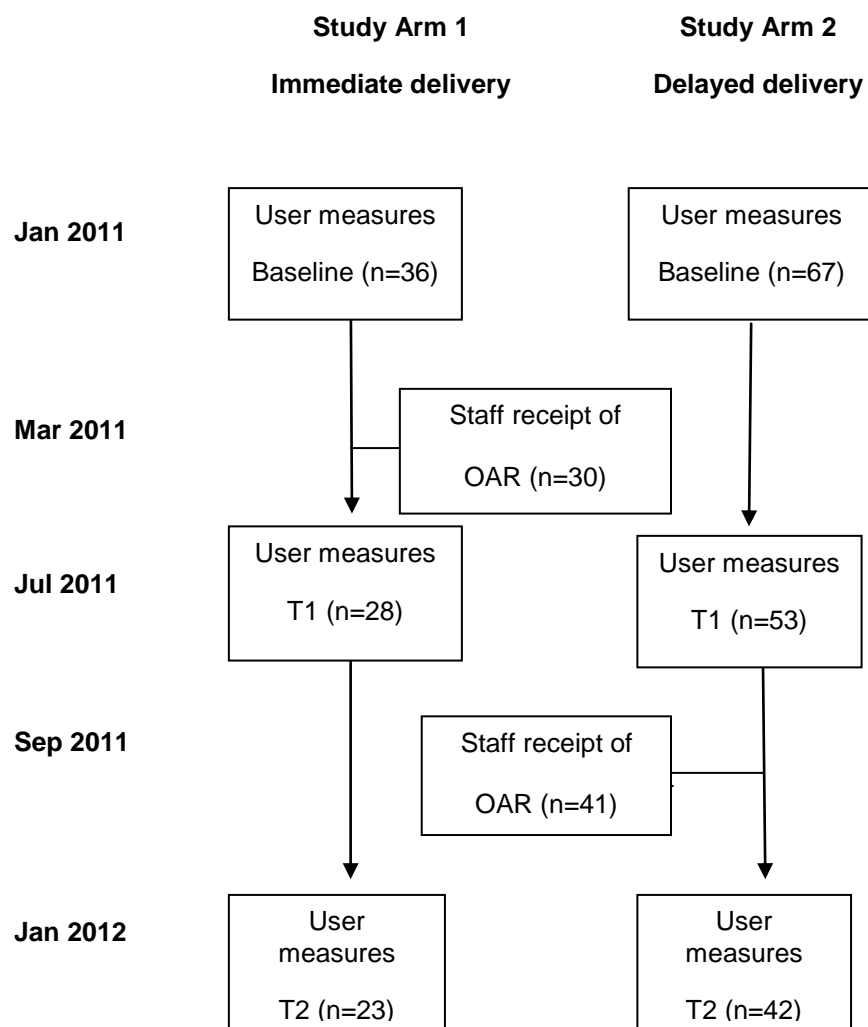 Study Arm 1
Study Arm 2
Immediate delivery
Delayed delivery
Jan 2011
User measures
Baseline (n=36)
User measures
Baseline (n=67)
Mar 2011
Staff receipt of
OAR (n=30)
Jul 2011
User measures
T1 (n=28)
User measures
T1 (n=53)
Sep 2011
Staff receipt of
OAR (n=41)
Jan 2012
User
measures
T2 (n=23)
User
measures
T2 (n=42)